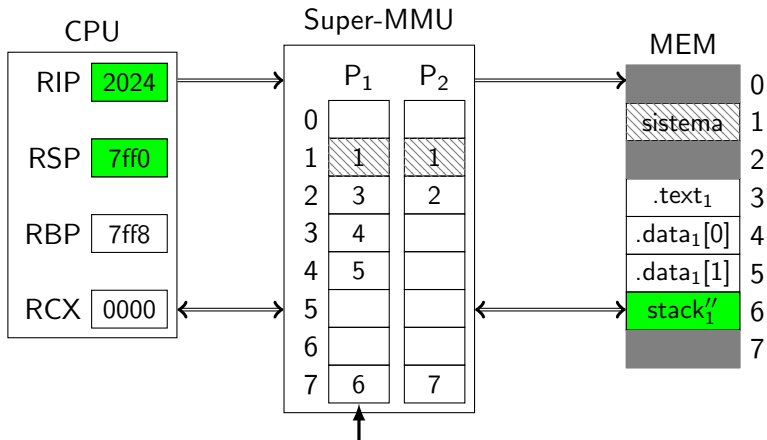 CPU
RIP 2024
RSP 7ff0
RBP 7ff8
RCX 0000
Super-MMU
P₁ P₂
0
1 1 1
2 3 2
3 4
4 5
5
6
7 6 7
MEM
0
sistema 1
2
.text₁ 3
.data₁[0] 4
.data₁[1] 5
stack″₁ 6
7